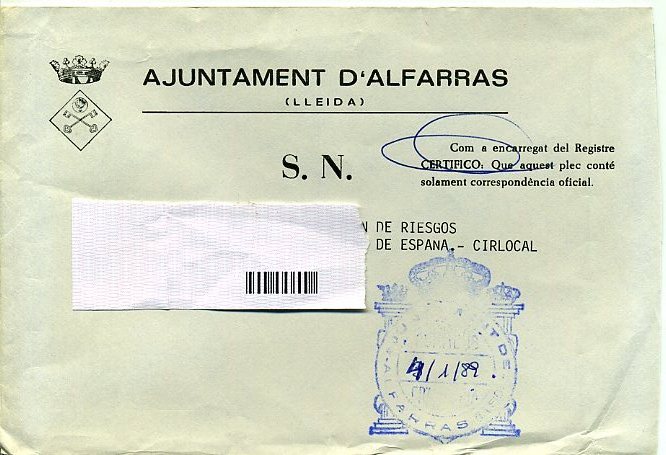 AJUNTAMENT D'ALFARRAS
(LLEIDA)
Com a encarregat del Registre
CERTIFICO: Que aquest plec conté
solament correspondència oficial.
S. N.
N DE RIESGOS
DE ESPANA.- CIRLOCAL
4/1/89.
ALFARRAS